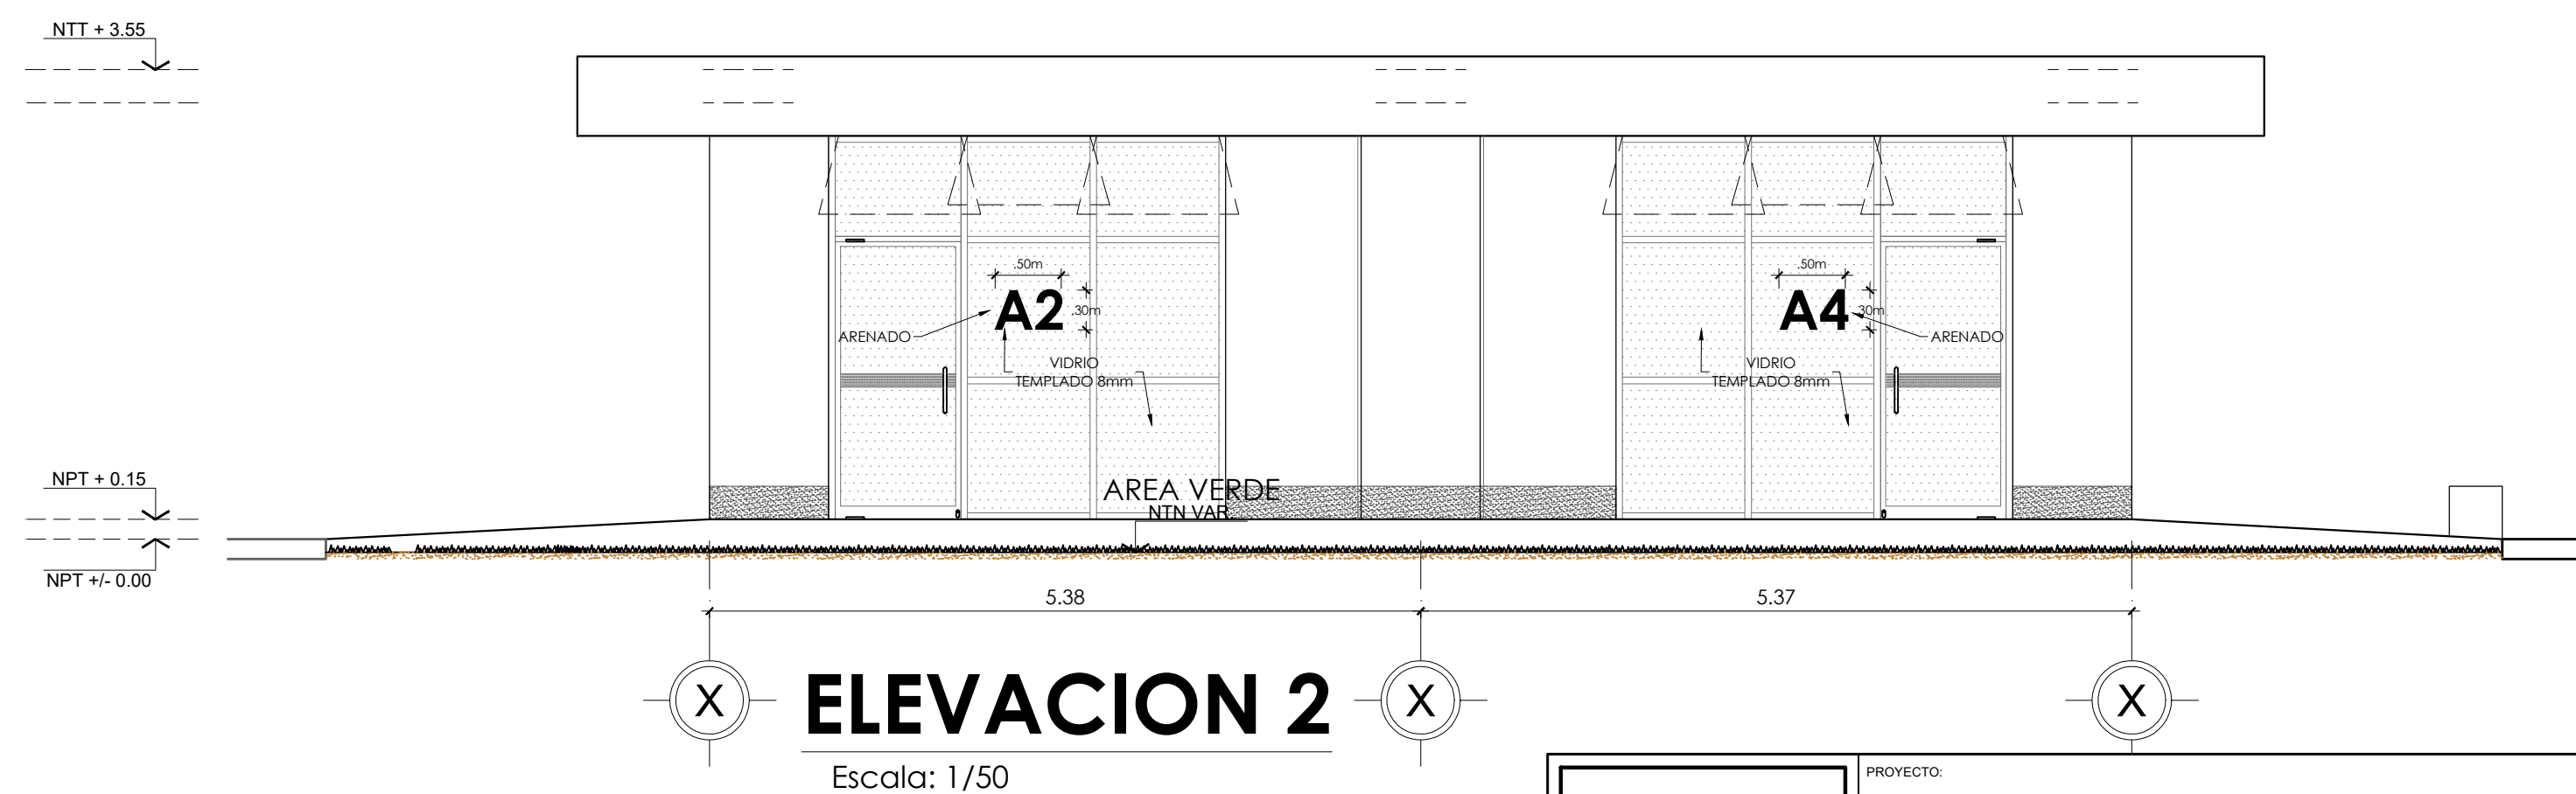 NTT + 3.55
.50m
A2
.30m
ARENADO
VIDRIO
TEMPLADO 8mm
.50m
A4
.30m
ARENADO
VIDRIO
TEMPLADO 8mm
NPT + 0.15
AREA VERDE
NTN VAR
NPT +/- 0.00
5.38
5.37
X
ELEVACION 2
X
X
Escala: 1/50
PROYECTO: